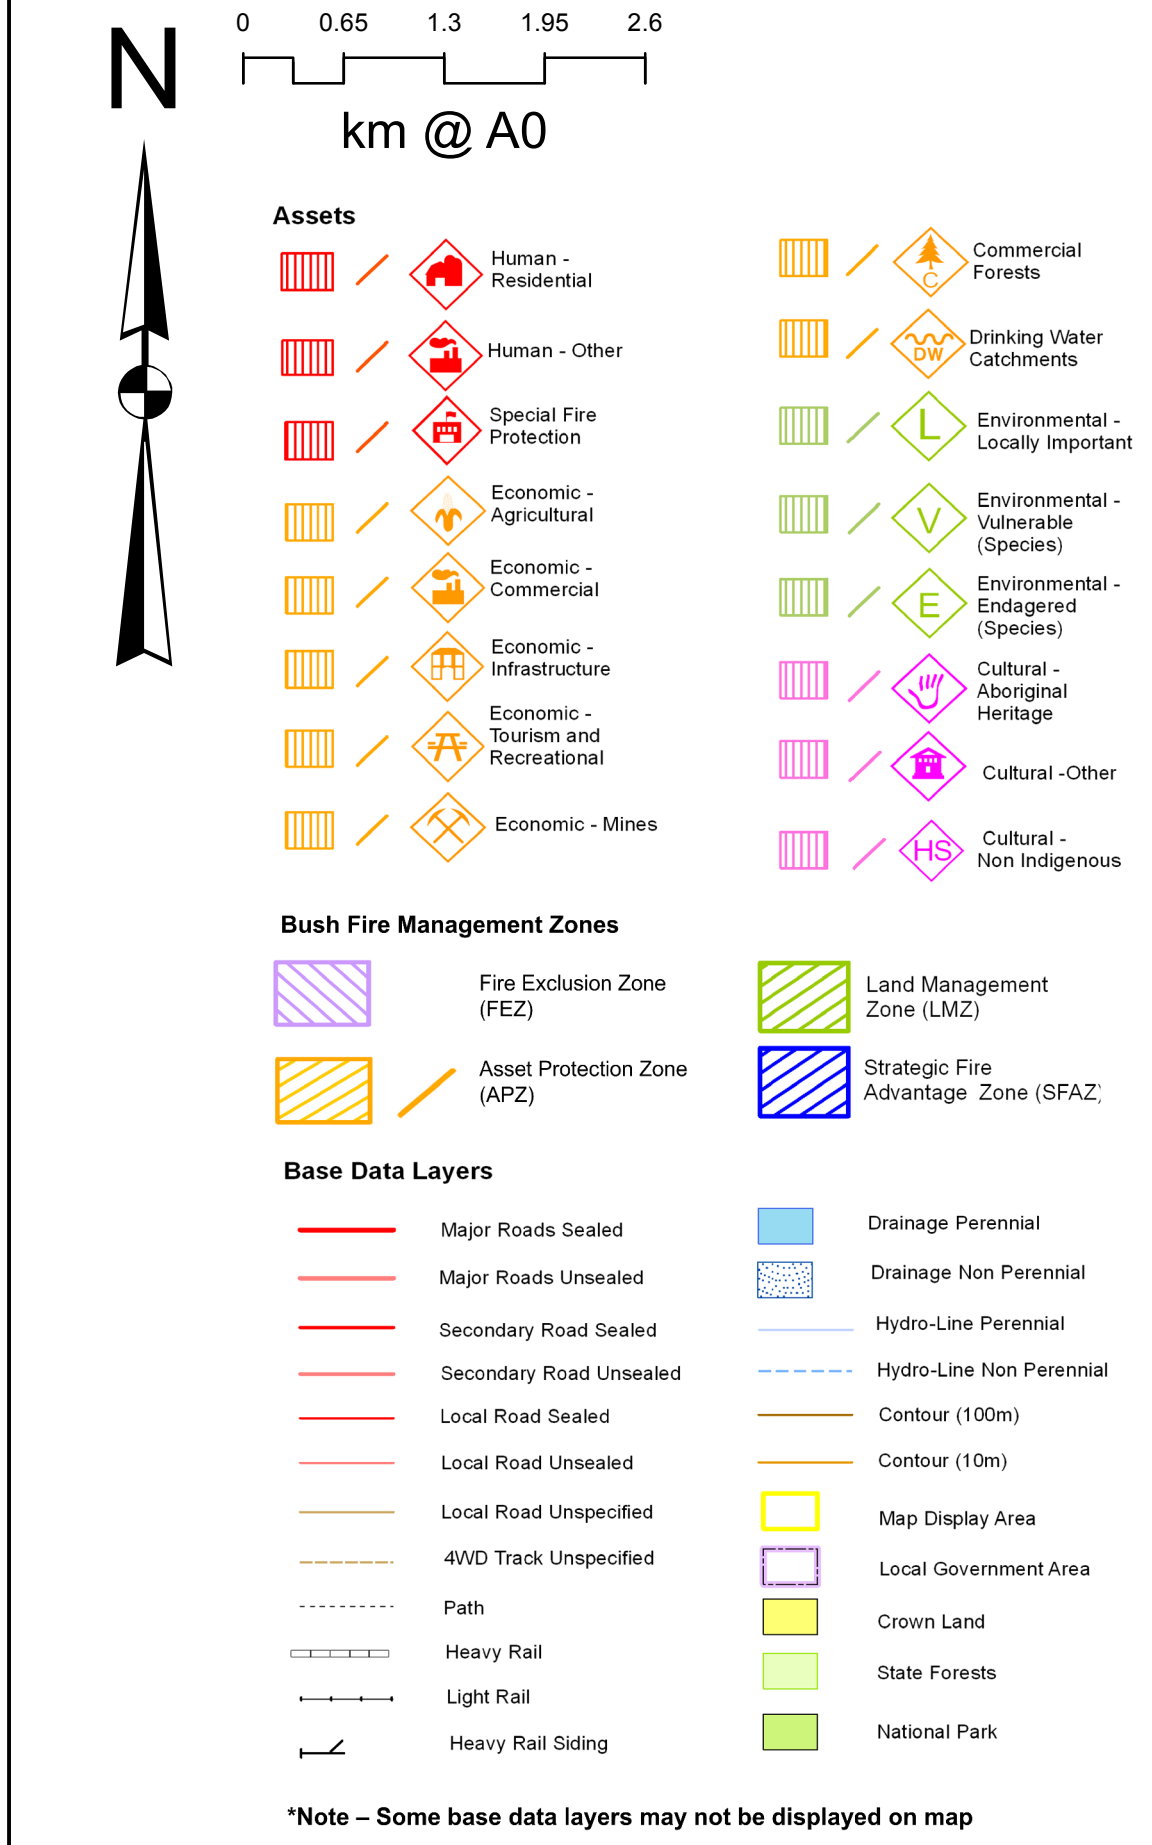 N
0 0.65 1.3 1.95 2.6
km @ A0
Assets
Human -
Residential
Human - Other
Special Fire
Protection
Economic -
Agricultural
Economic -
Commercial
Economic -
Infrastructure
Economic -
Tourism and
Recreational
Economic - Mines
C
Commercial
Forests
DW
Drinking Water
Catchments
L
Environmental -
Locally Important
V
Environmental -
Vulnerable
(Species)
E
Environmental -
Endagered
(Species)
Cultural -
Aboriginal
Heritage
Cultural -Other
HS
Cultural -
Non Indigenous
Bush Fire Management Zones
Fire Exclusion Zone
(FEZ)
Asset Protection Zone
(APZ)
Land Management
Zone (LMZ)
Strategic Fire
Advantage Zone (SFAZ)
Base Data Layers
Major Roads Sealed
Major Roads Unsealed
Secondary Road Sealed
Secondary Road Unsealed
Local Road Sealed
Local Road Unsealed
Local Road Unspecified
4WD Track Unspecified
Path
Heavy Rail
Light Rail
Heavy Rail Siding
Drainage Perennial
Drainage Non Perennial
Hydro-Line Perennial
Hydro-Line Non Perennial
Contour (100m)
Contour (10m)
Map Display Area
Local Government Area
Crown Land
State Forests
National Park
*Note – Some base data layers may not be displayed on map